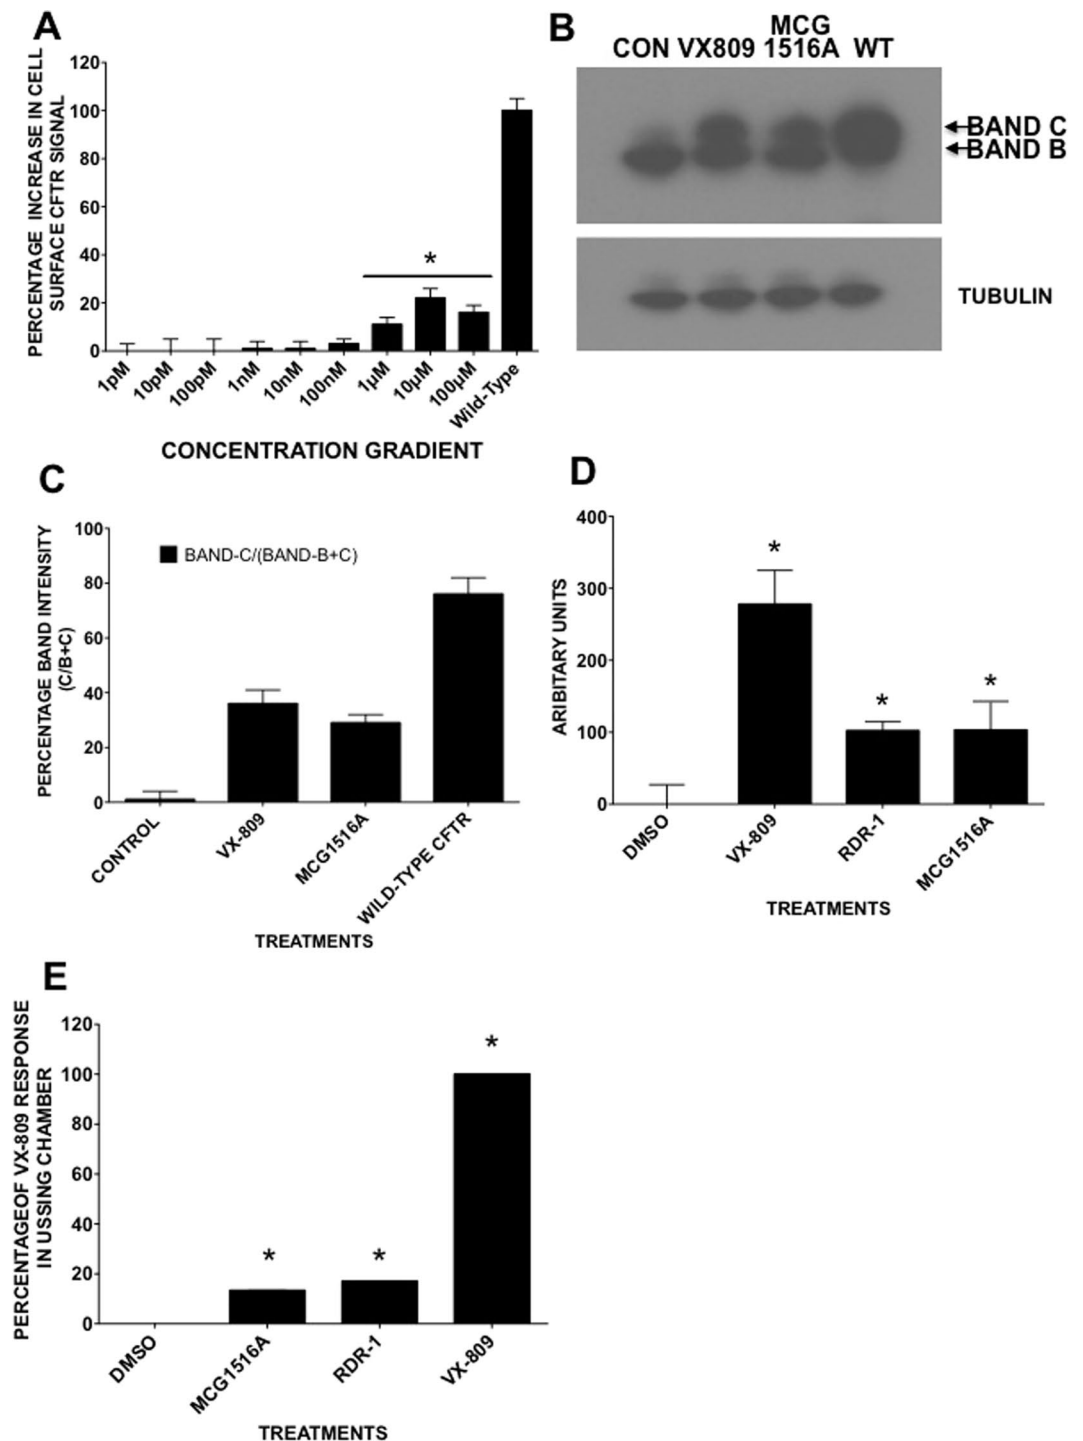 A
PERCENTAGE INCREASE IN CELL
SURFACE CFTR SIGNAL
120
100
80
60
40
20
0
*
1pM
10pM
100pM
1nM
10nM
100nM
1µM
10µM
100µM
Wild-Type
CONCENTRATION GRADIENT
B
MCG
CON VX809 1516A WT
BAND C
BAND B
TUBULIN
C
PERCENTAGE BAND INTENSITY
(C/B+C)
100
80
60
40
20
0
BAND-C/(BAND-B+C)
CONTROL
VX-809
MCG1516A
WILD-TYPE CFTR
TREATMENTS
D
ARIBITARY UNITS
400
300
200
100
0
*
*
*
DMSO
VX-809
RDR-1
MCG1516A
TREATMENTS
E
PERCENTAGEOF VX-809 RESPONSE
IN USSING CHAMBER
120
100
80
60
40
20
0
*
*
*
DMSO
MCG1516A
RDR-1
VX-809
TREATMENTS